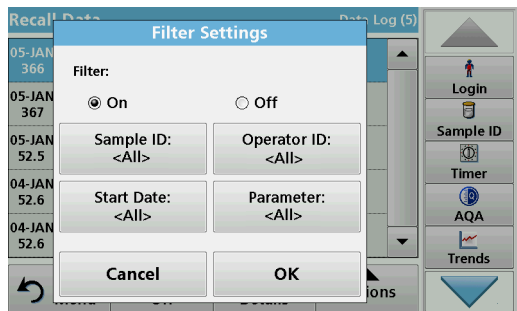 Recall Data
Data Log (5)
Filter Settings
Filter:
On
Off
Sample ID:
<All>
Operator ID:
<All>
Start Date:
<All>
Parameter:
<All>
Cancel
OK
05-JAN
366
05-JAN
367
05-JAN
52.5
04-JAN
52.6
04-JAN
52.6
Login
Sample ID
Timer
AQA
Trends